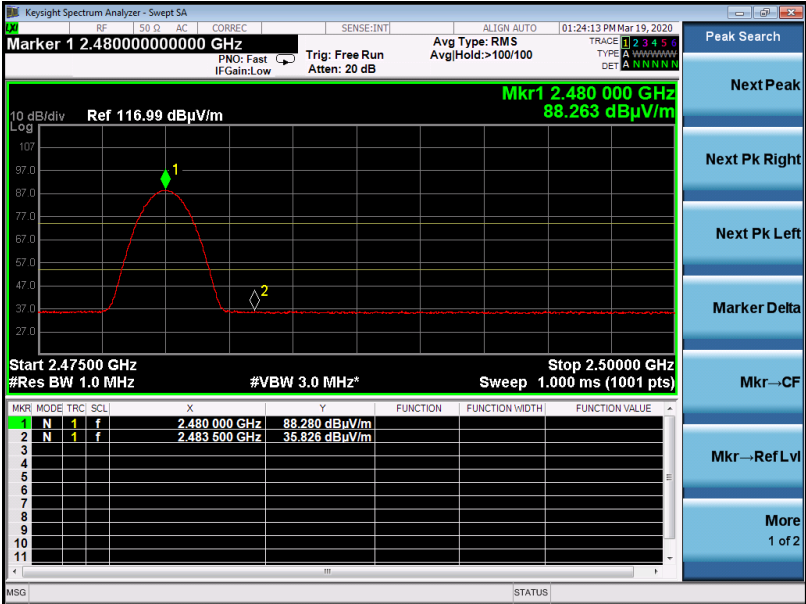 Keysight Spectrum Analyzer - Swept SA
LXI RF 50 Ω AC CORREC SENSE:INT ALIGN AUTO 01:24:13 PM Mar 19, 2020
Marker 1 2.480000000000 GHz
PNO: Fast
IFGain:Low
Trig: Free Run
Atten: 20 dB
Avg Type: RMS
Avg|Hold:>100/100
TRACE 1 2 3 4 5 6
TYPE A WWWWW
DET A N N N N N
Peak Search
Next Peak
Next Pk Right
Next Pk Left
Marker Delta
Mkr→CF
Mkr→Ref Lvl
More
1 of 2
Mkr1 2.480 000 GHz
88.263 dBµV/m
10 dB/div Ref 116.99 dBµV/m
Log
107
97.0
87.0
77.0
67.0
57.0
47.0
37.0
27.0
1
2
Start 2.47500 GHz Stop 2.50000 GHz
#Res BW 1.0 MHz #VBW 3.0 MHz* Sweep 1.000 ms (1001 pts)
MKR MODE TRC SCL X Y FUNCTION FUNCTION WIDTH FUNCTION VALUE
1 N 1 f 2.480 000 GHz 88.280 dBµV/m
2 N 1 f 2.483 500 GHz 35.826 dBµV/m
3
4
5
6
7
8
9
10
11
MSG STATUS